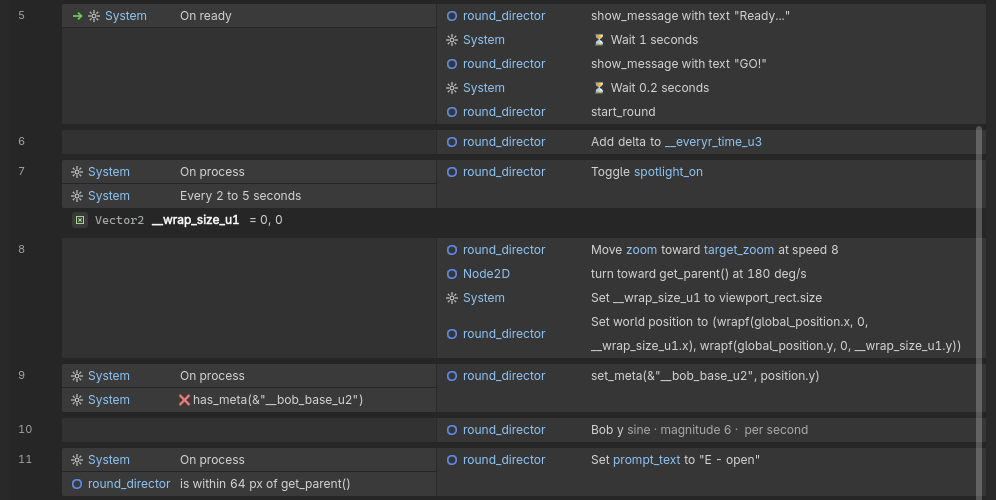 5 System On ready round_director show_message with text "Ready..."
System Wait 1 seconds
round_director show_message with text "GO!"
System Wait 0.2 seconds
round_director start_round
6 round_director Add delta to __everyr_time_u3
7 System On process round_director Toggle spotlight_on
System Every 2 to 5 seconds
Vector2 __wrap_size_u1 = 0, 0
8 round_director Move zoom toward target_zoom at speed 8
Node2D turn toward get_parent() at 180 deg/s
System Set __wrap_size_u1 to viewport_rect.size
round_director Set world position to (wrapf(global_position.x, 0,
__wrap_size_u1.x), wrapf(global_position.y, 0, __wrap_size_u1.y))
9 System On process round_director set_meta(&"__bob_base_u2", position.y)
System has_meta(&"__bob_base_u2")
10 round_director Bob y sine · magnitude 6 · per second
11 System On process round_director Set prompt_text to "E - open"
round_director is within 64 px of get_parent()